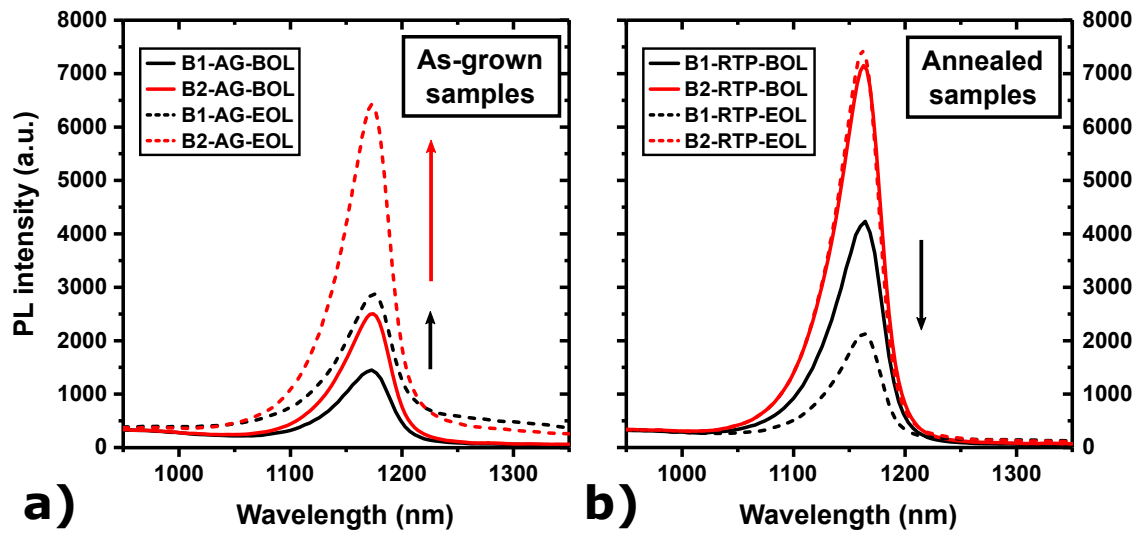 8000
7000
6000
5000
4000
3000
2000
1000
0
PL intensity (a.u.)
B1-AG-BOL
B2-AG-BOL
B1-AG-EOL
B2-AG-EOL
As-grown
samples
1000 1100 1200 1300
Wavelength (nm)
a)
B1-RTP-BOL
B2-RTP-BOL
B1-RTP-EOL
B2-RTP-EOL
Annealed
samples
8000
7000
6000
5000
4000
3000
2000
1000
0
1000 1100 1200 1300
Wavelength (nm)
b)